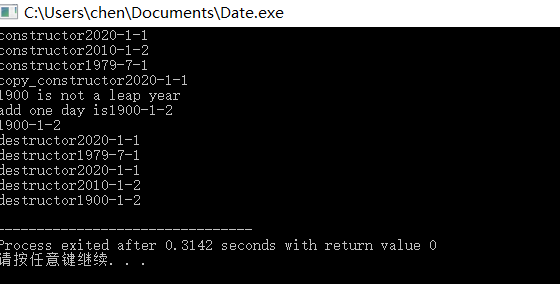 C:\Users\chen\Documents\Date.exe
constructor2020-1-1
constructor2010-1-2
constructor1979-7-1
copy_constructor2020-1-1
1900 is not a leap year
add one day is1900-1-2
1900-1-2
destructor2020-1-1
destructor1979-7-1
destructor2020-1-1
destructor2010-1-2
destructor1900-1-2
--------------------------------
Process exited after 0.3142 seconds with return value 0
请按任意键继续. . .